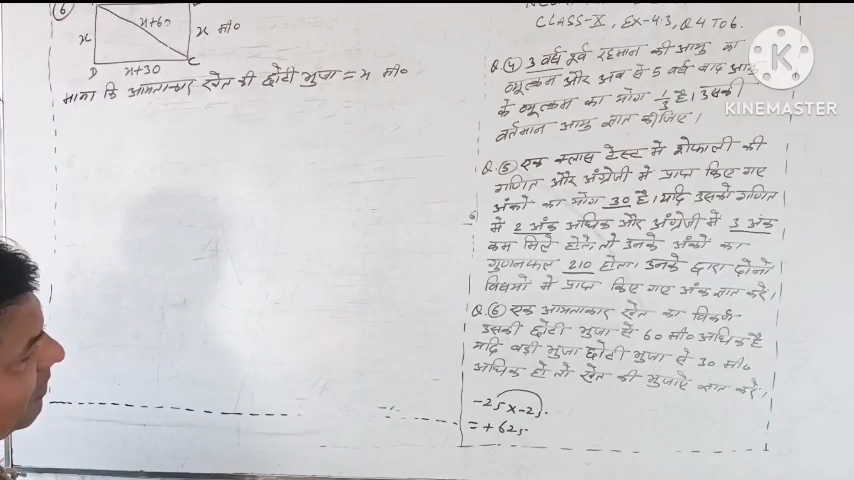 (6)
x+60
x
x मी०
D
x+30
C
माना कि आयताकार खेत की छोटी भुजा = x मी०
CLASS-X, EX-4.3, Q.4 TO 6.
Q.(4) 3 वर्ष पूर्व रहमान की आयु का
व्युत्क्रम और अब से 5 वर्ष बाद आयु
के व्युत्क्रम का योग 1/3 है। उसकी
वर्तमान आयु ज्ञात कीजिए।
Q.(5) एक क्लास टेस्ट में शेफाली की
गणित और अंग्रेजी में प्राप्त किए गए
अंकों का योग 30 है। यदि उसको गणित
में 2 अंक अधिक और अंग्रेजी में 3 अंक
कम मिले होते, तो उनके अंकों का
गुणनफल 210 होता। उनके द्वारा दोनों
विषयों में प्राप्त किए गए अंक ज्ञात करें।
Q.(6) एक आयताकार खेत का विकर्ण
उसकी छोटी भुजा से 60 मी० अधिक है
यदि बड़ी भुजा छोटी भुजा से 30 मी०
अधिक हो तो खेत की भुजाएँ ज्ञात करें।
-25 x -25
= + 625
KINEMASTER